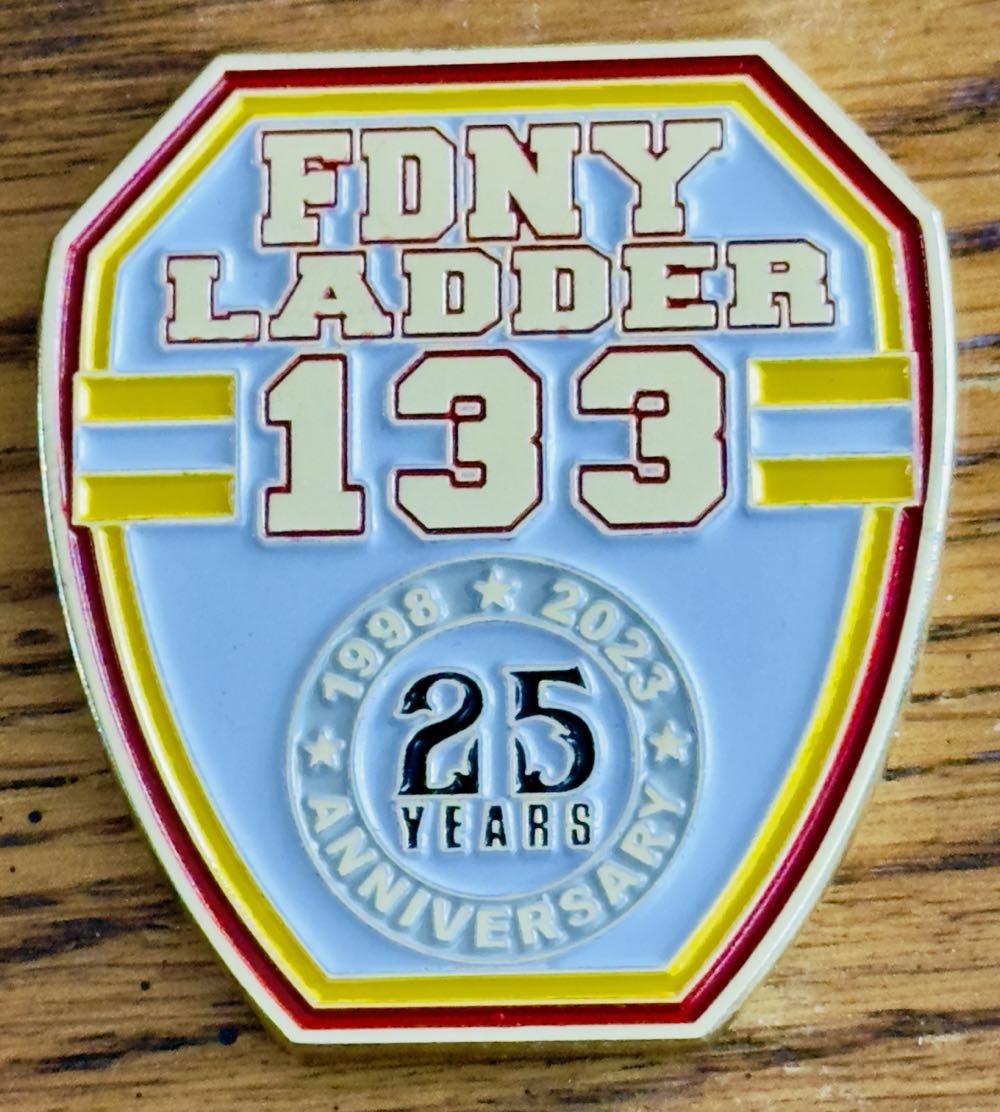 FDNY
LADDER
133
1998 ★ 2023
25
YEARS
★ ANNIVERSARY ★